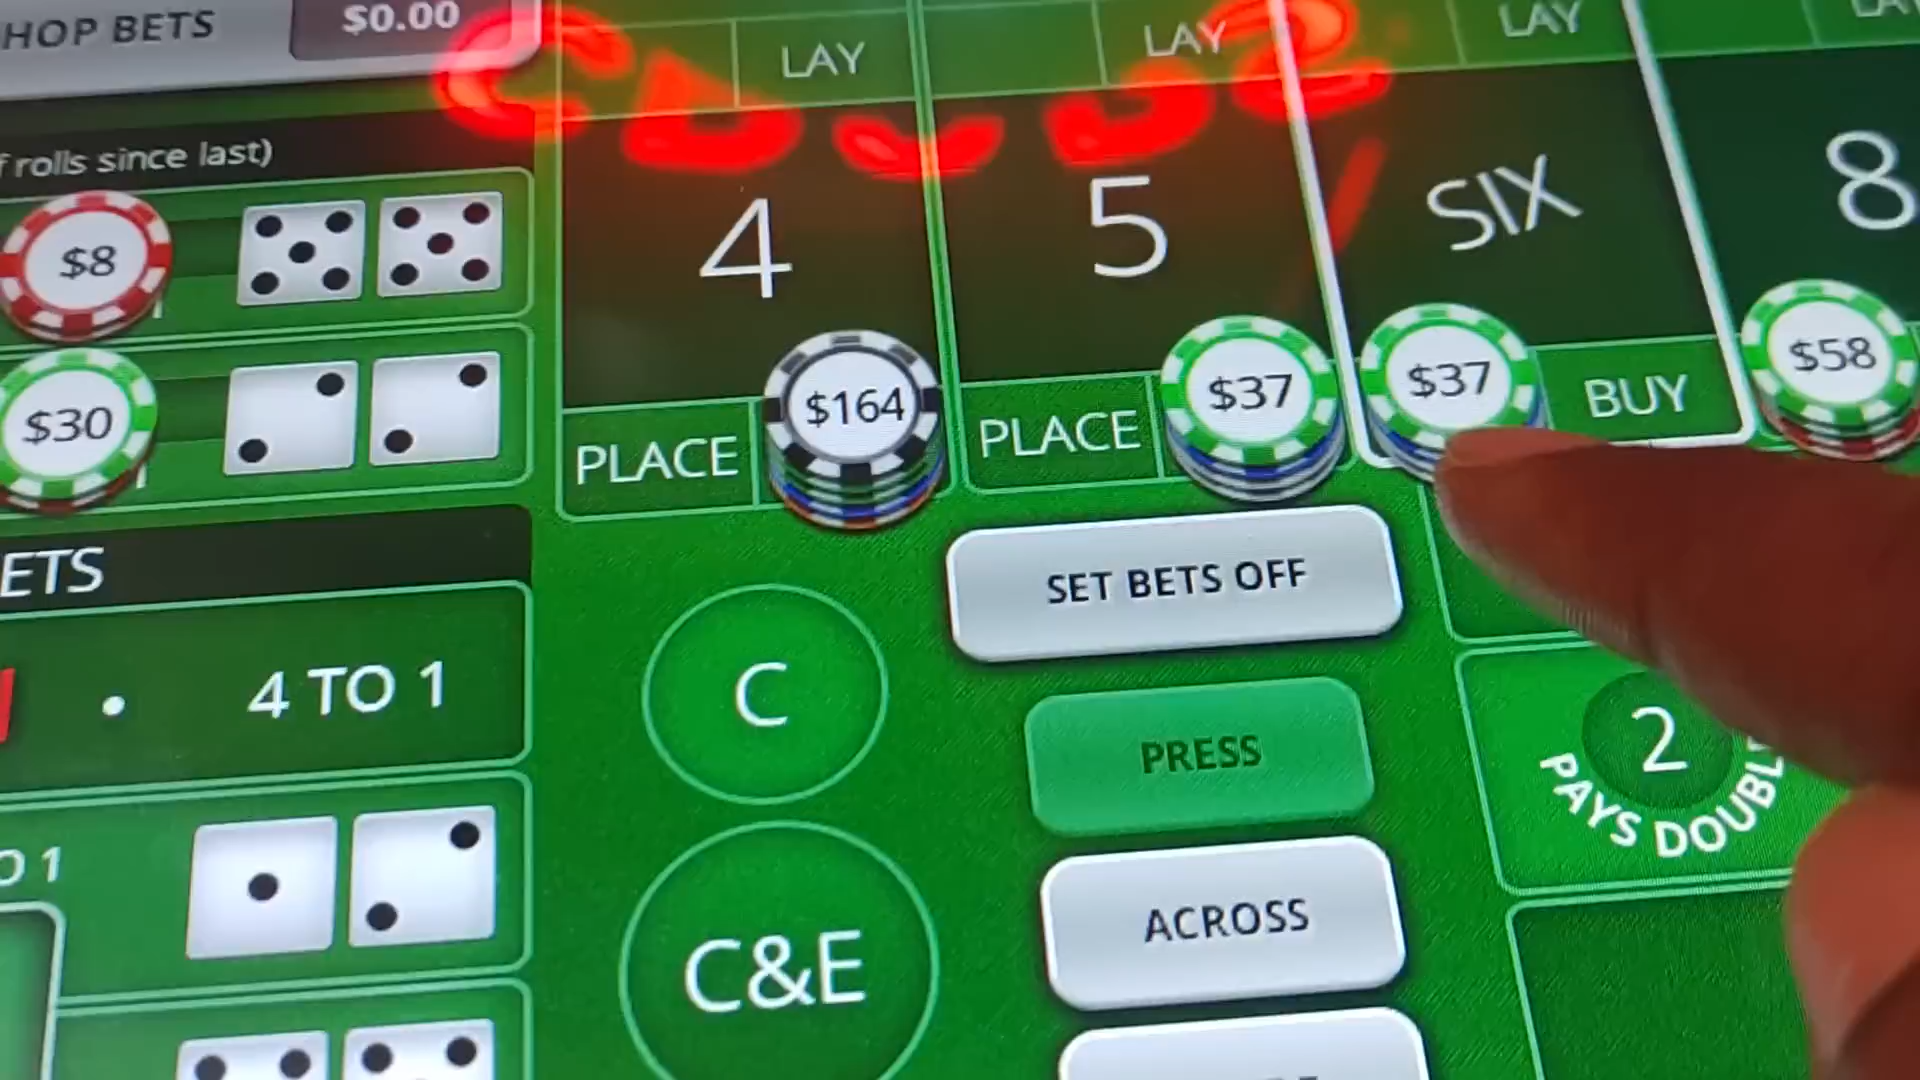 HOP BETS
$0.00
LAY
LAY
LAY
f rolls since last)
$8
4
5
SIX
8
$30
PLACE
$164
PLACE
$37
$37
BUY
$58
ETS
SET BETS OFF
4 TO 1
C
PRESS
2
PAYS DOUBL
O 1
ACROSS
C&E